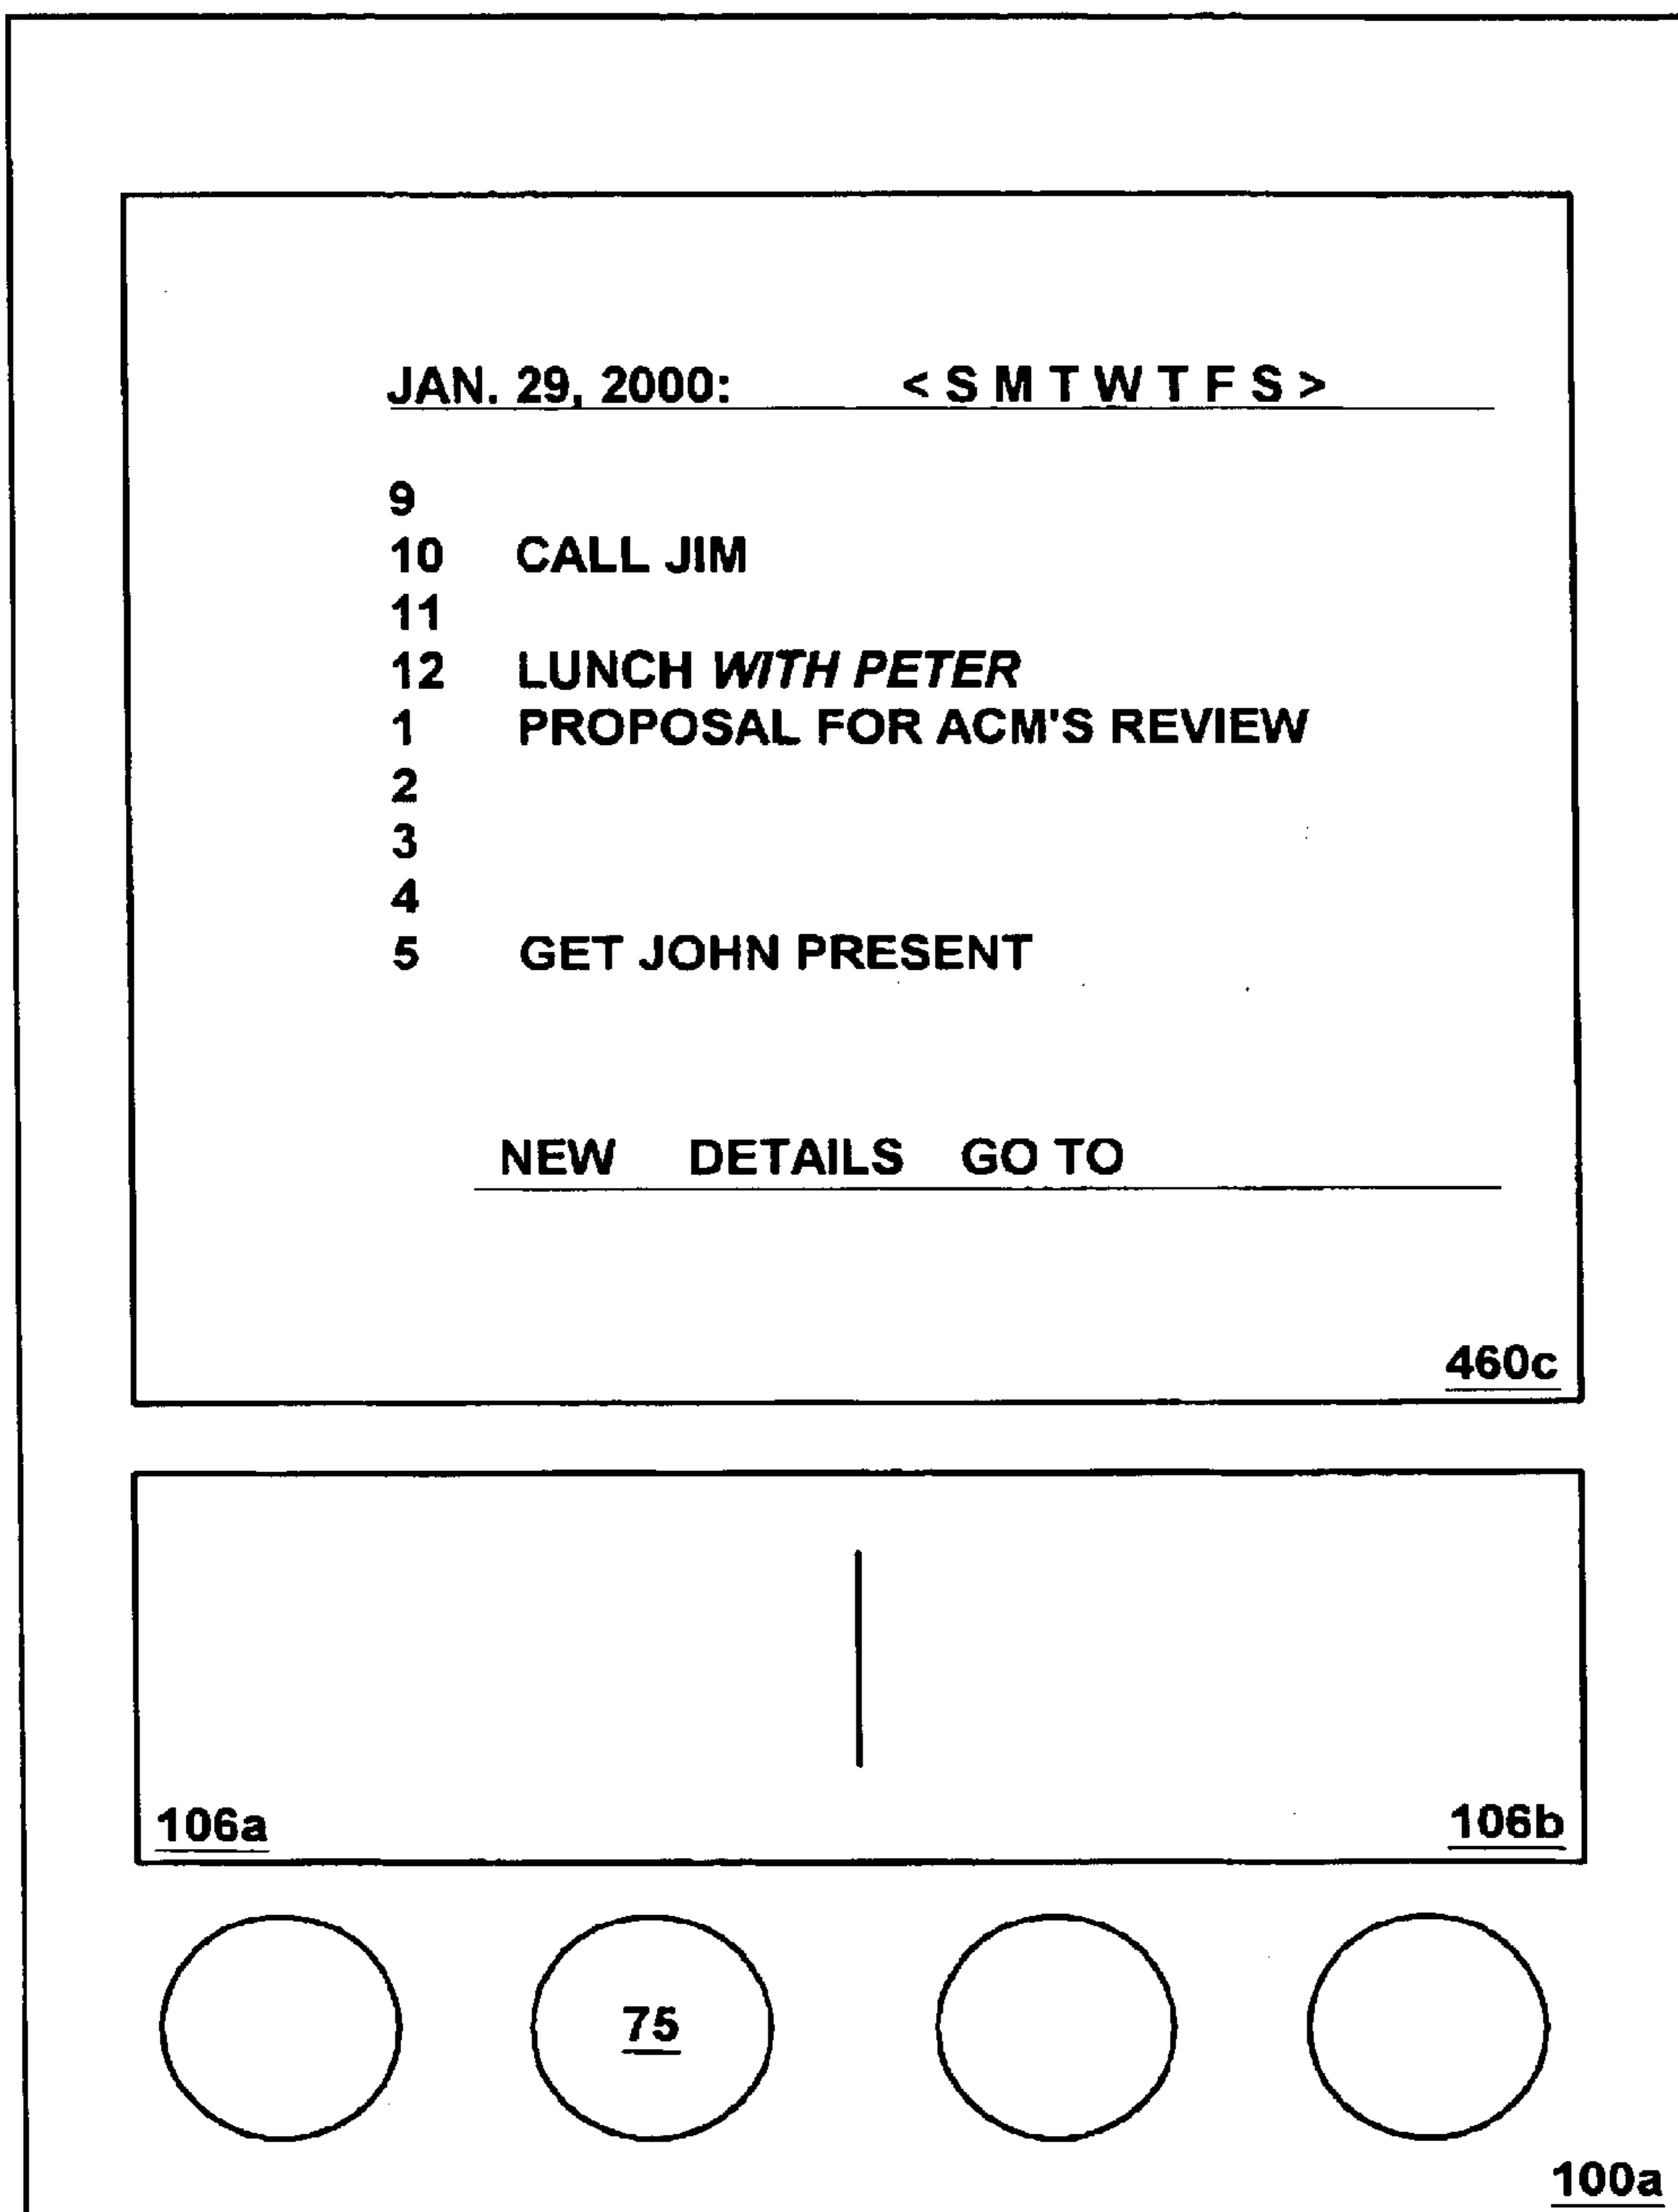 JAN. 29, 2000: < S M T W T F S >
9
10 CALL JIM
11
12 LUNCH WITH PETER
1 PROPOSAL FOR ACM'S REVIEW
2
3
4
5 GET JOHN PRESENT
NEW DETAILS GO TO
460c
106a 106b
75
100a